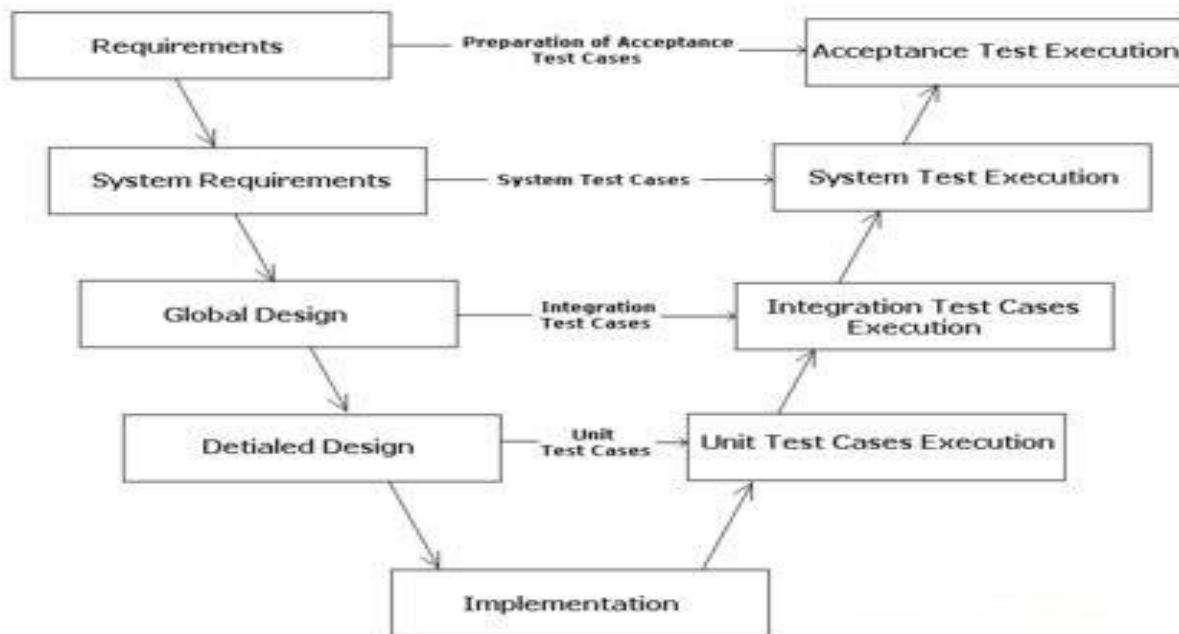 Requirements
Preparation of Acceptance
Test Cases
Acceptance Test Execution
System Requirements
System Test Cases
System Test Execution
Global Design
Integration
Test Cases
Integration Test Cases
Execution
Detialed Design
Unit
Test Cases
Unit Test Cases Execution
Implementation